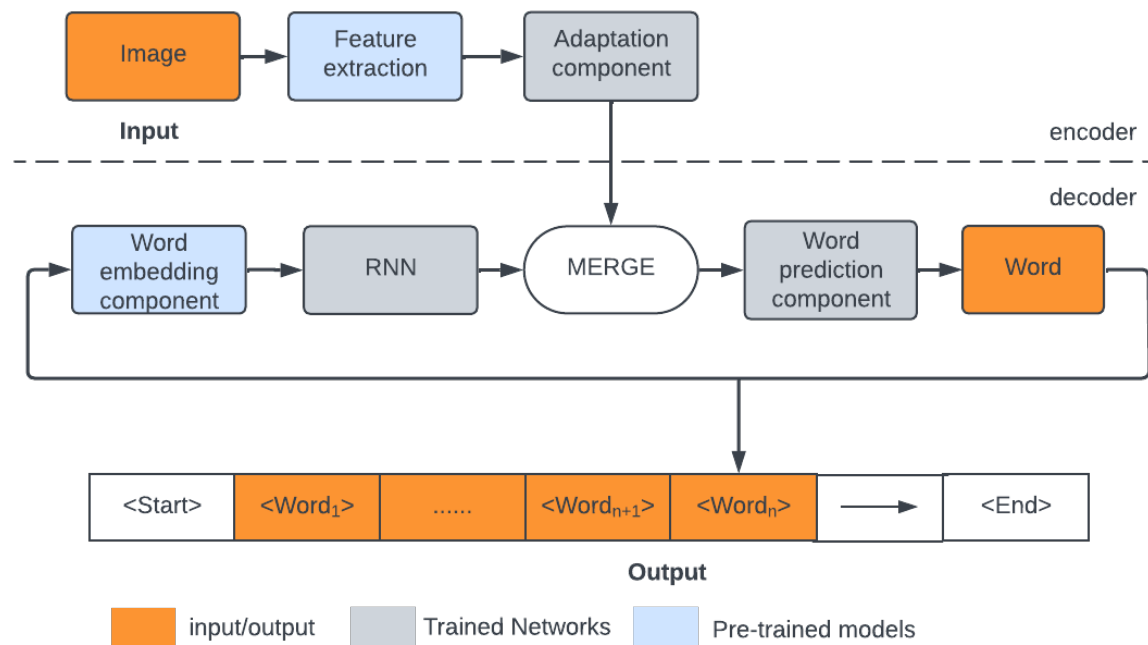 Image
Feature
extraction
Adaptation
component
Input
encoder
decoder
Word
embedding
component
RNN
MERGE
Word
prediction
component
Word
<Start> <Word₁> ...... <Wordₙ₊₁> <Wordₙ> <End>
Output
input/output Trained Networks Pre-trained models